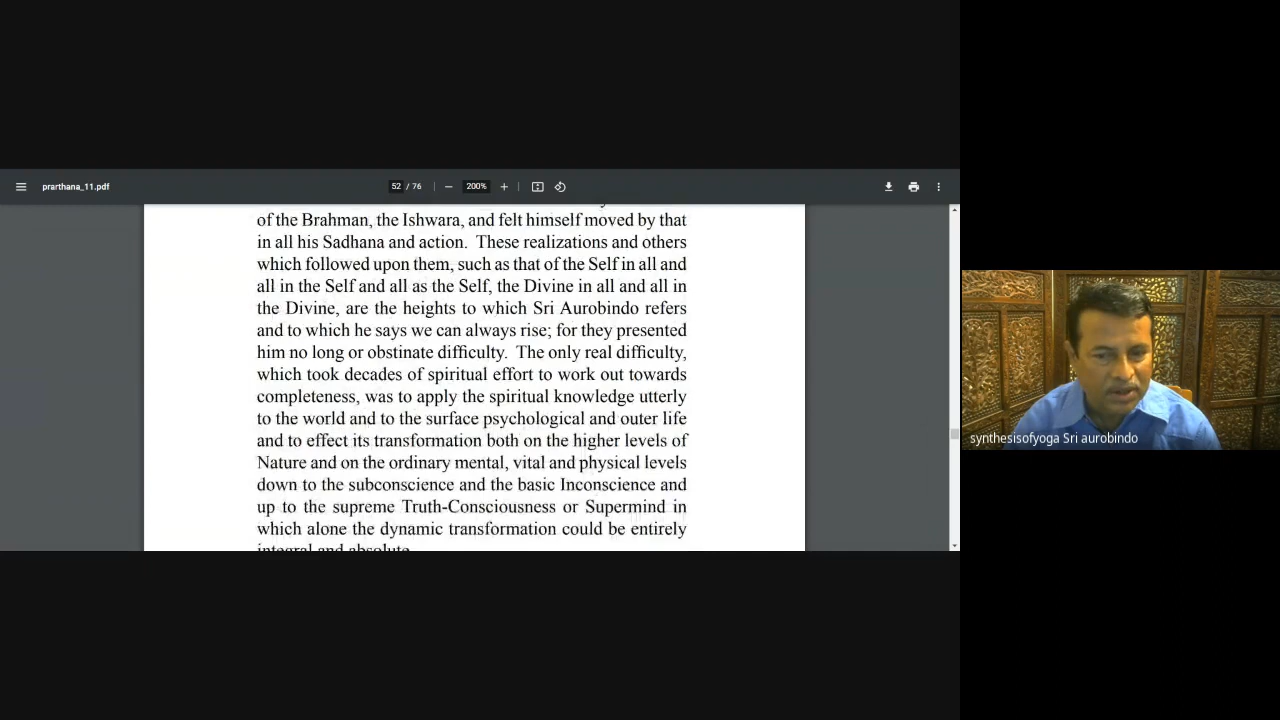 prarthana_11.pdf
52 / 76
200%
of the Brahman, the Ishwara, and felt himself moved by that
in all his Sadhana and action. These realizations and others
which followed upon them, such as that of the Self in all and
all in the Self and all as the Self, the Divine in all and all in
the Divine, are the heights to which Sri Aurobindo refers
and to which he says we can always rise; for they presented
him no long or obstinate difficulty. The only real difficulty,
which took decades of spiritual effort to work out towards
completeness, was to apply the spiritual knowledge utterly
to the world and to the surface psychological and outer life
and to effect its transformation both on the higher levels of
Nature and on the ordinary mental, vital and physical levels
down to the subconscience and the basic Inconscience and
up to the supreme Truth-Consciousness or Supermind in
which alone the dynamic transformation could be entirely
integral and absolute.
synthesisofyoga Sri aurobindo